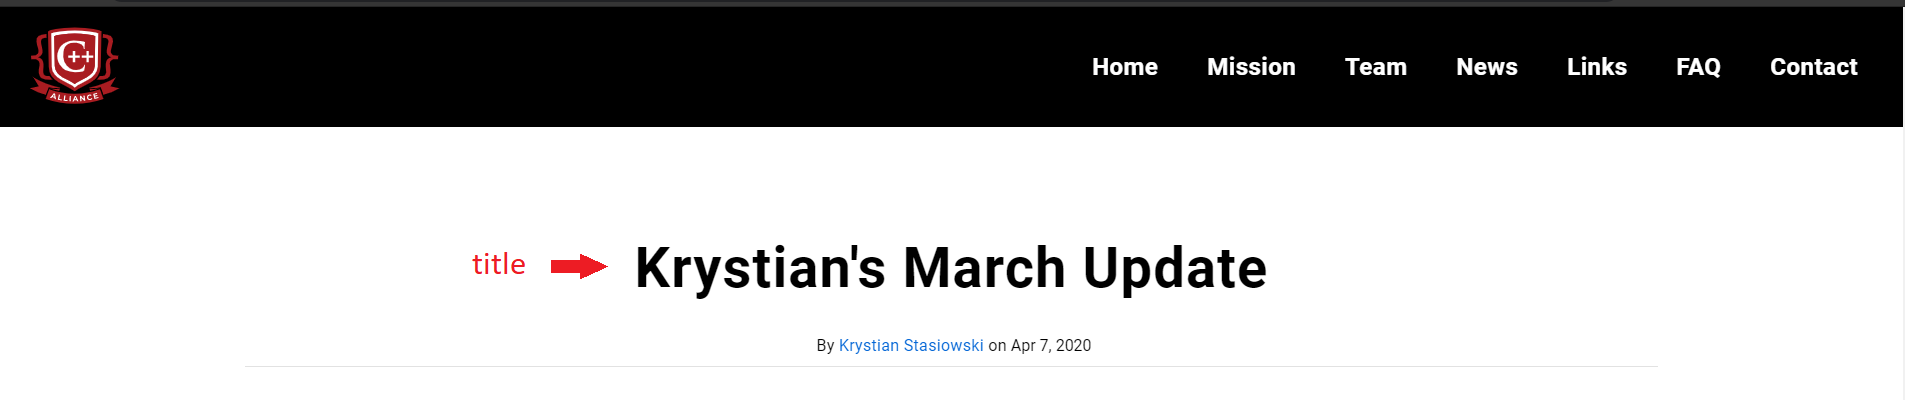 C++
ALLIANCE
Home Mission Team News Links FAQ Contact
title
Krystian's March Update
By Krystian Stasiowski on Apr 7, 2020